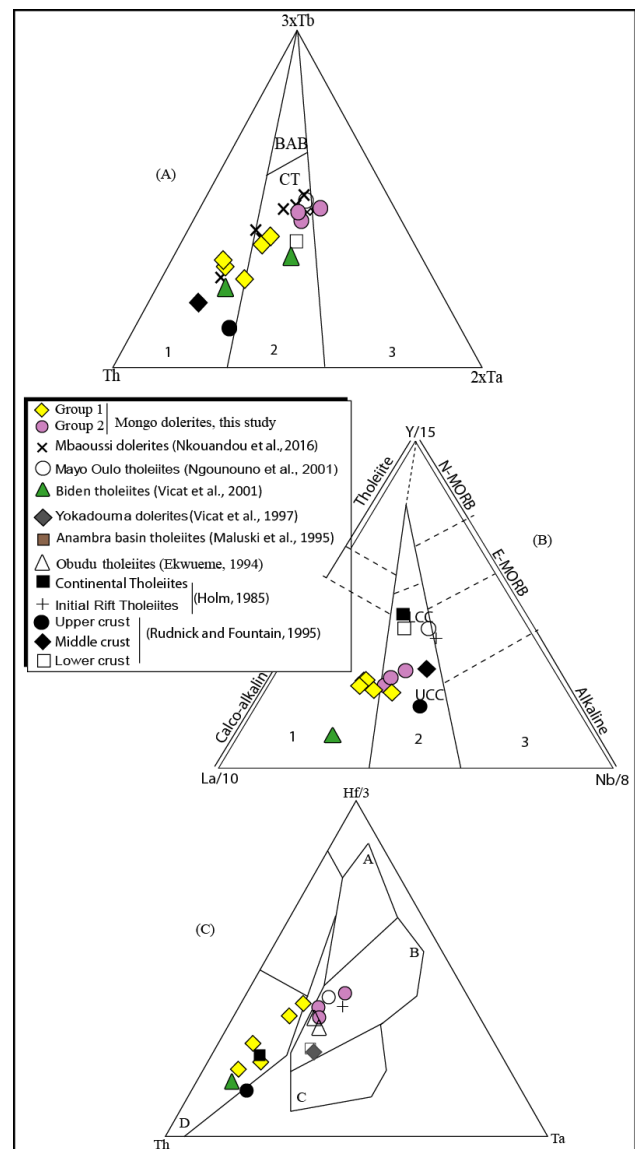 3xTb
BAB
(A)
CT
1
2
3
Th
2xTa
Group 1
Group 2
Mongo dolerites, this study
Mbaoussi dolerites (Nkouandou et al., 2016)
Mayo Oulo tholeiites (Ngounouno et al., 2001)
Biden tholeiites (Vicat et al., 2001)
Yokadouma dolerites (Vicat et al., 1997)
Anambra basin tholeiites (Maluski et al., 1995)
Obudu tholeiites (Ekwueme, 1994)
Continental Tholeiites
Initial Rift Tholeiites
(Holm, 1985)
Upper crust
Middle crust
Lower crust
(Rudnick and Fountain, 1995)
Y/15
Tholeiite
N-MORB
(B)
E-MORB
LCC
UCC
Calco-alkalin
Alkaline
1
2
3
La/10
Nb/8
Hf/3
A
(C)
B
C
D
Th
Ta